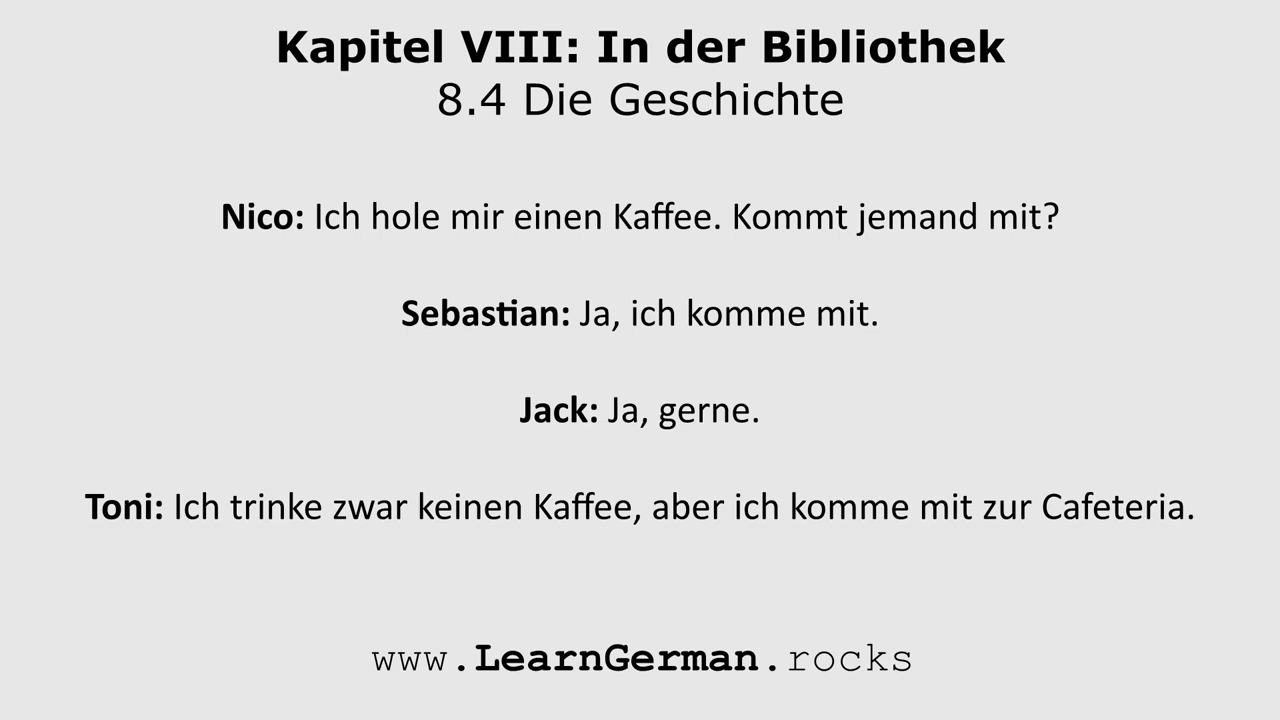 Kapitel VIII: In der Bibliothek
8.4 Die Geschichte
Nico: Ich hole mir einen Kaffee. Kommt jemand mit?
Sebastian: Ja, ich komme mit.
Jack: Ja, gerne.
Toni: Ich trinke zwar keinen Kaffee, aber ich komme mit zur Cafeteria.
www.LearnGerman.rocks